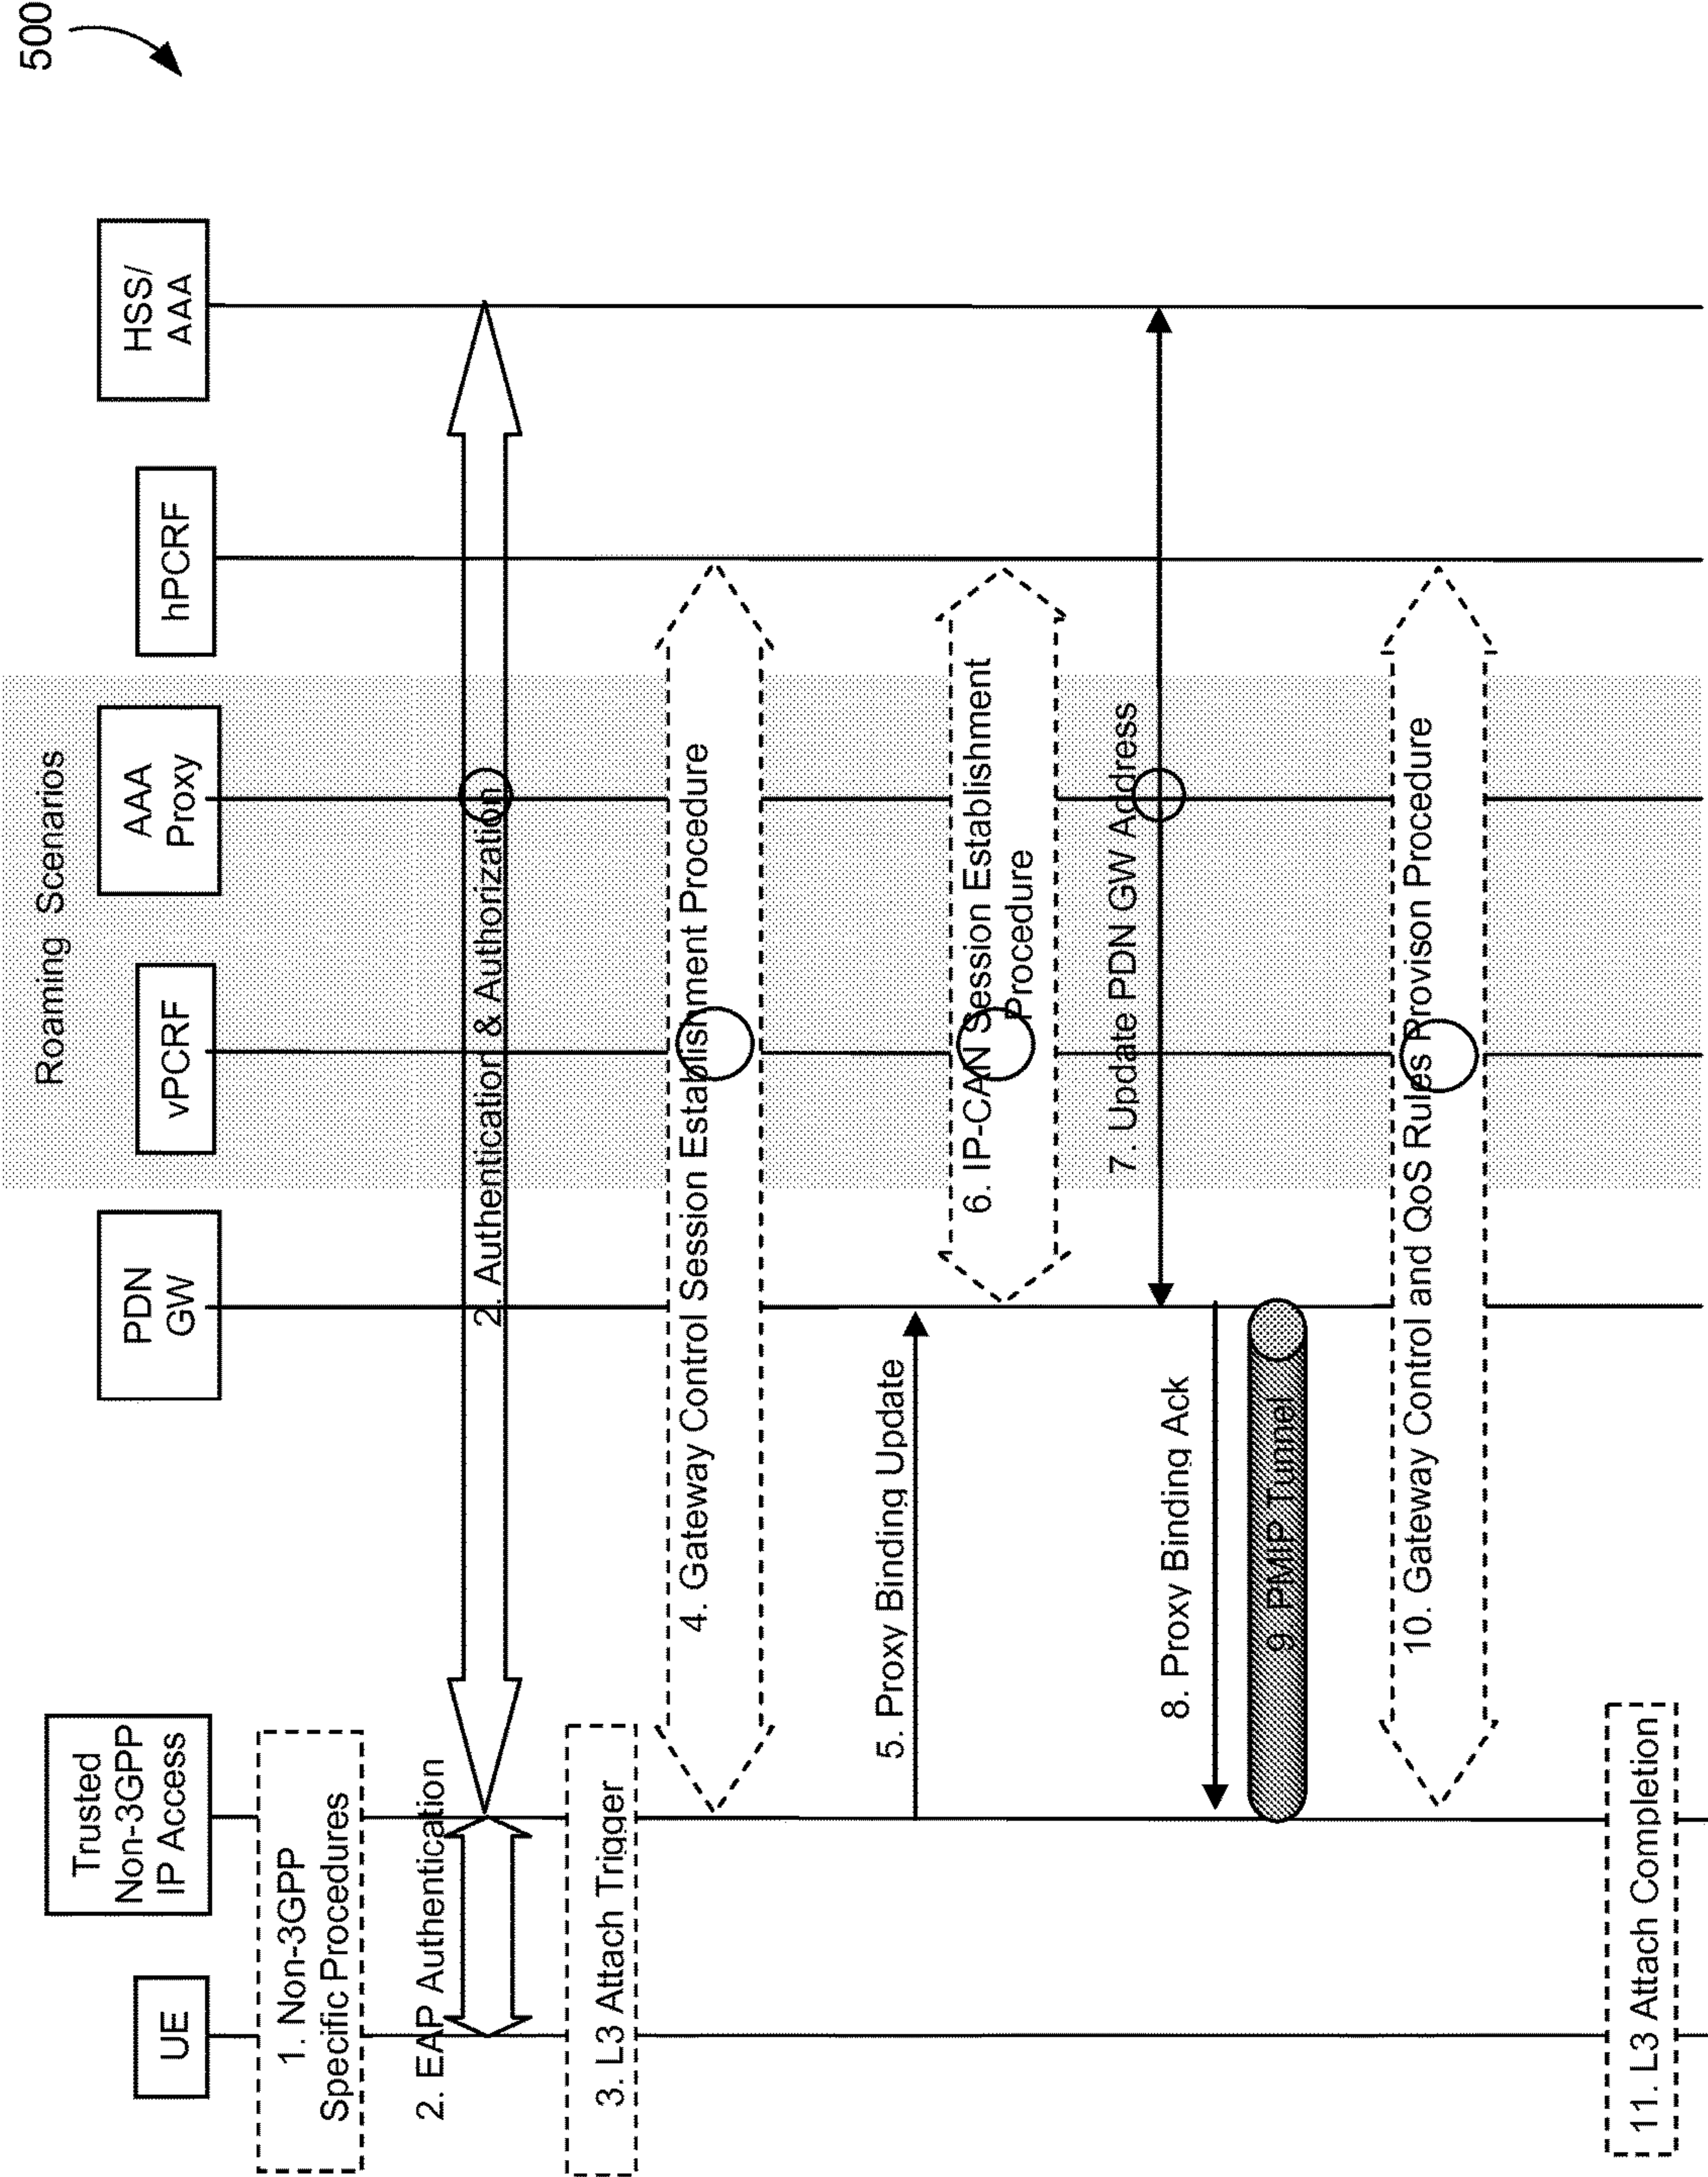 500
Roaming Scenarios
UE
Trusted
Non-3GPP
IP Access
PDN
GW
vPCRF
AAA
Proxy
hPCRF
HSS/
AAA
1. Non-3GPP
Specific Procedures
2. EAP Authentication
2. Authentication & Authorization
3. L3 Attach Trigger
4. Gateway Control Session Establishment Procedure
5. Proxy Binding Update
6. IP-CAN Session Establishment
Procedure
7. Update PDN GW Address
8. Proxy Binding Ack
9 PMIP Tunnel
10. Gateway Control and QoS Rules Provison Procedure
11. L3 Attach Completion